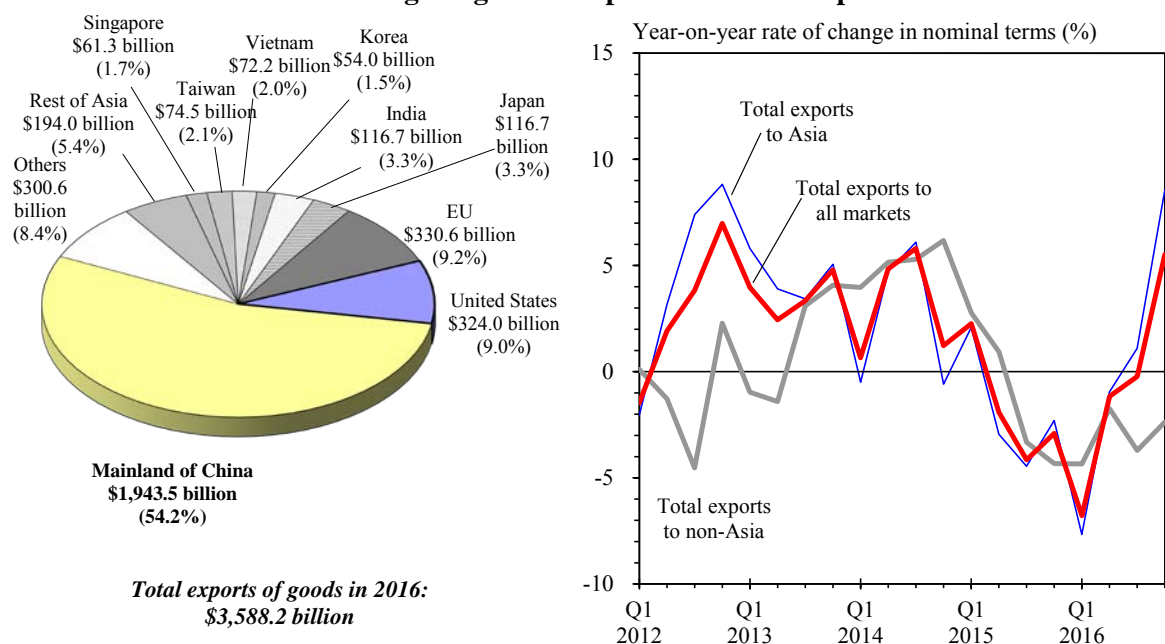 Singapore
$61.3 billion
(1.7%)
Vietnam
$72.2 billion
(2.0%)
Korea
$54.0 billion
(1.5%)
Rest of Asia
$194.0 billion
(5.4%)
Taiwan
$74.5 billion
(2.1%)
India
$116.7 billion
(3.3%)
Japan
$116.7
billion
(3.3%)
Others
$300.6
billion
(8.4%)
EU
$330.6 billion
(9.2%)
United States
$324.0 billion
(9.0%)
Mainland of China
$1,943.5 billion
(54.2%)
Total exports of goods in 2016:
$3,588.2 billion
Year-on-year rate of change in nominal terms (%)
15
10
5
0
-5
-10
Total exports
to Asia
Total exports to
all markets
Total exports
to non-Asia
Q1
2012
Q1
2013
Q1
2014
Q1
2015
Q1
2016